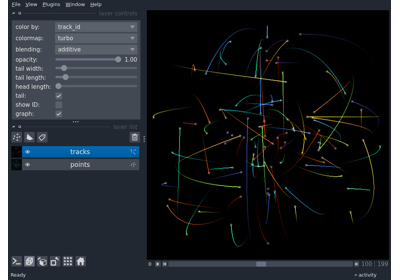 File View Plugins Window Help
layer controls
color by: track_id
colormap: turbo
blending: additive
opacity: 1.00
tail width:
tail length:
head length:
tail:
show ID:
graph:
layer list
tracks
points
100 199
Ready
activity